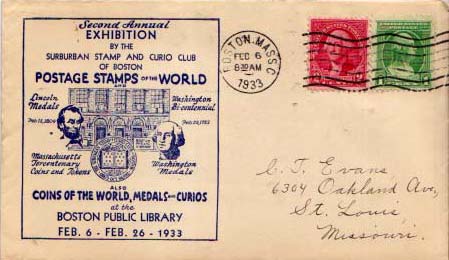 Second Annual
EXHIBITION
BY THE
SURBURBAN STAMP AND CURIO CLUB
OF BOSTON
POSTAGE STAMPS OF THE WORLD
AND
Lincoln
Medals
Washington
Bi-centennial
Feb 12, 1809
Feb 22, 1732
Massachusetts
Tercentenary
Coins and Tokens
Washington
Medals
ALSO
COINS OF THE WORLD, MEDALS AND CURIOS
at the
BOSTON PUBLIC LIBRARY
FEB. 6 - FEB. 26 - 1933
BOSTON, MASS.
FEB 6
8 30 AM
1933
C. T. Evans,
6304 Oakland Ave,
St. Louis,
Missouri.